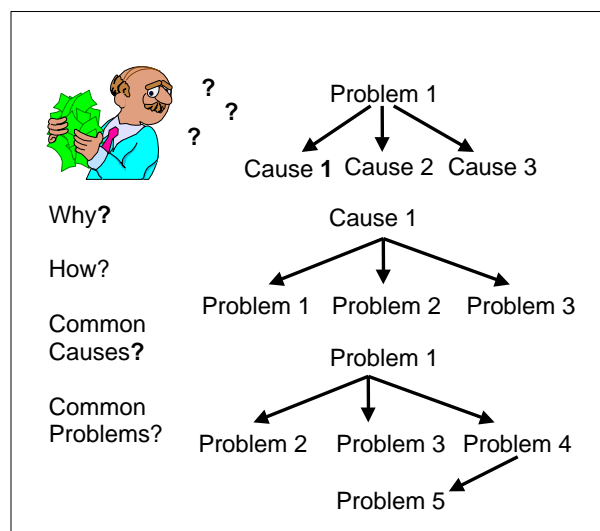 ?
?
?
Problem 1
Cause 1 Cause 2 Cause 3
Why?
Cause 1
How?
Problem 1 Problem 2 Problem 3
Common
Causes?
Problem 1
Common
Problems?
Problem 2 Problem 3 Problem 4
Problem 5